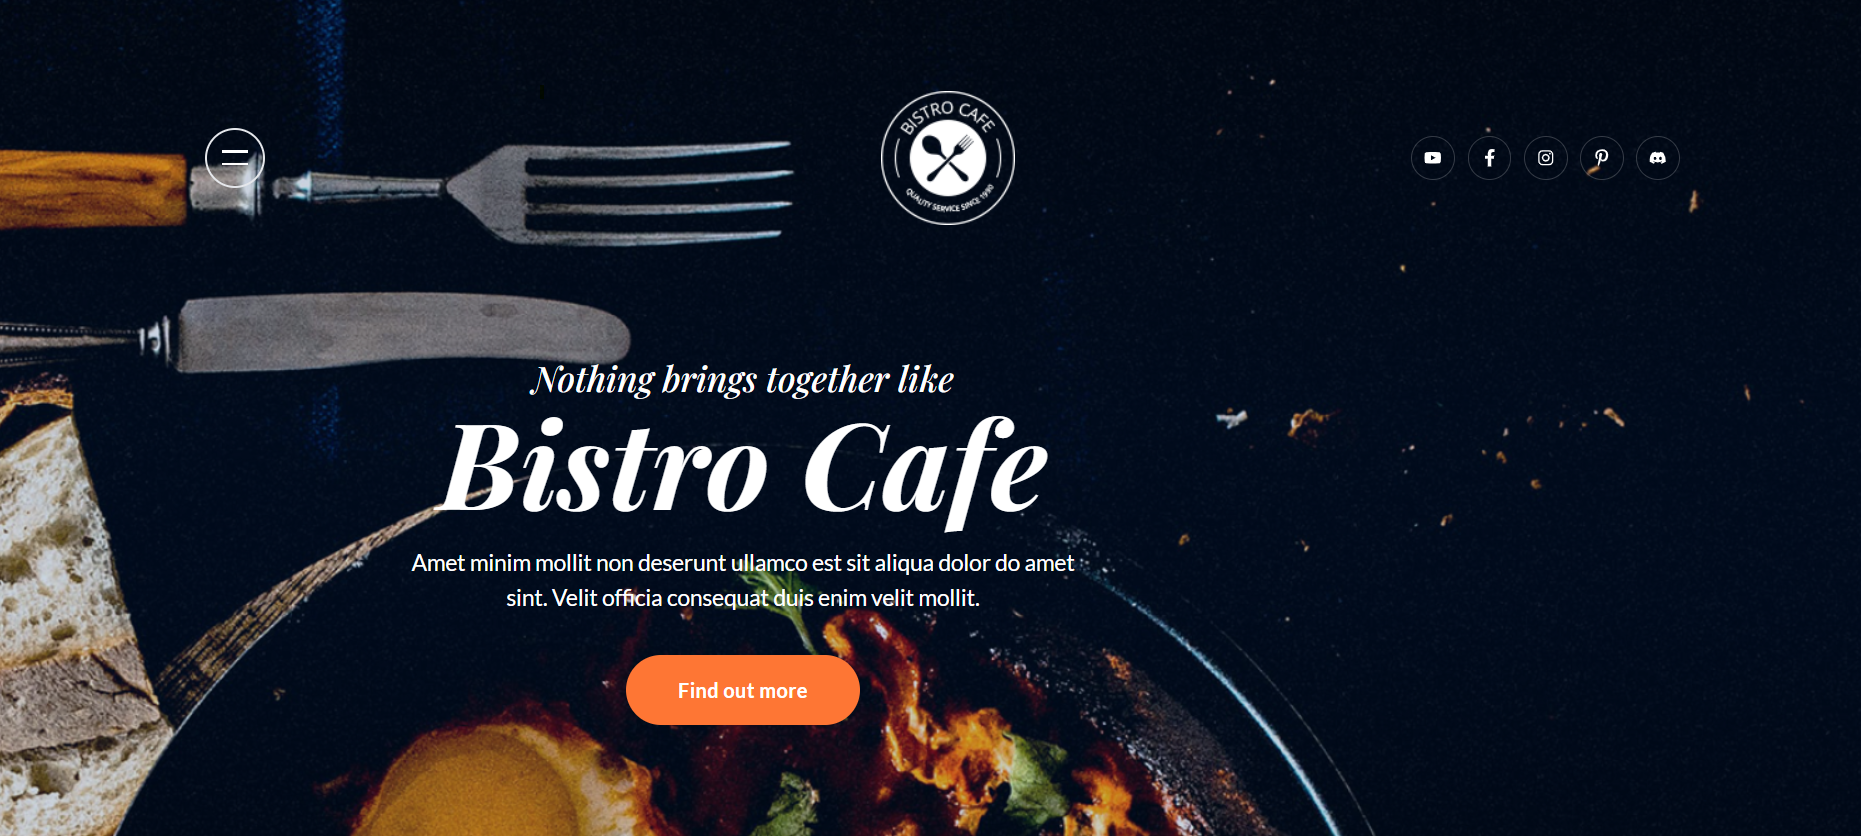 BISTRO CAFE
QUALITY SERVICE SINCE 1990
Nothing brings together like
Bistro Cafe
Amet minim mollit non deserunt ullamco est sit aliqua dolor do amet
sint. Velit officia consequat duis enim velit mollit.
Find out more